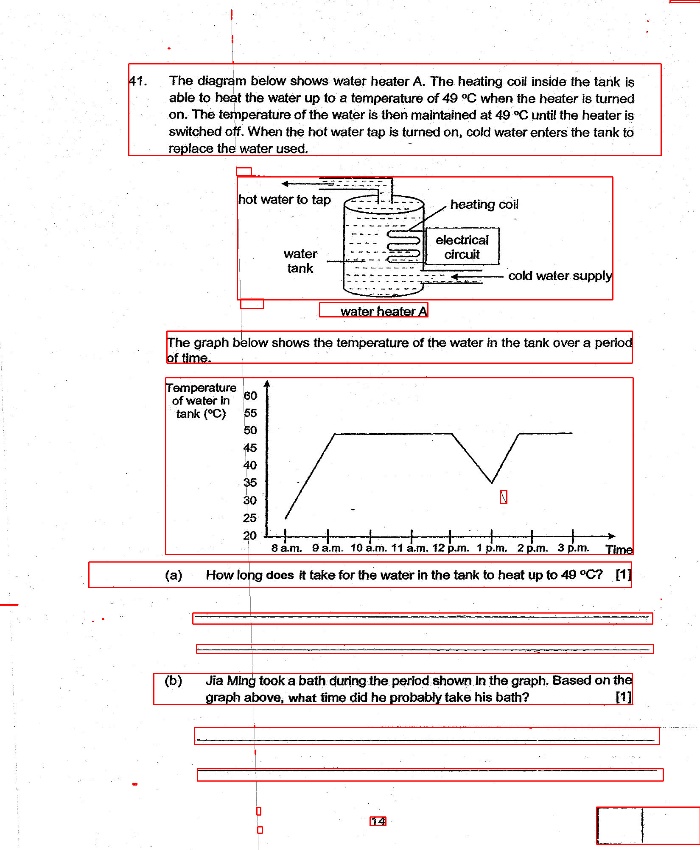 41. The diagram below shows water heater A. The heating coil inside the tank is
able to heat the water up to a temperature of 49 ºC when the heater is turned
on. The temperature of the water is then maintained at 49 ºC until the heater is
switched off. When the hot water tap is turned on, cold water enters the tank to
replace the water used.
hot water to tap
heating coil
electrical
circuit
water
tank
cold water supply
water heater A
The graph below shows the temperature of the water in the tank over a period
of time.
Temperature
of water in
tank (ºC)
60
55
50
45
40
35
30
25
20
8 a.m. 9 a.m. 10 a.m. 11 a.m. 12 p.m. 1 p.m. 2 p.m. 3 p.m. Time
(a) How long does it take for the water in the tank to heat up to 49 ºC? [1]
(b) Jia Ming took a bath during the period shown in the graph. Based on the
graph above, what time did he probably take his bath? [1]
14